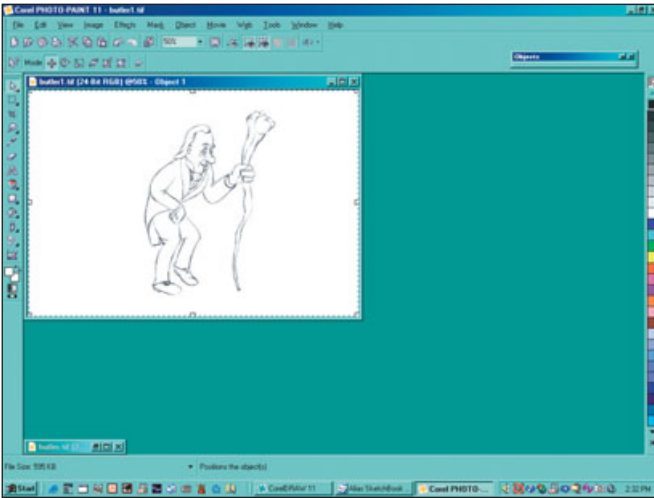 Corel PHOTO-PAINT 11 - butler1.tif
File Edit View Image Effects Mask Object Movie Web Tools Window Help
50%
Mode
Objects
butler1.tif (24-Bit RGB) @50% - Object 1
File Size: 595 KB
Positions the object(s)
Start
CorelDRAW 11
Alias SketchBook
Corel PHOTO-...
2:32 PM